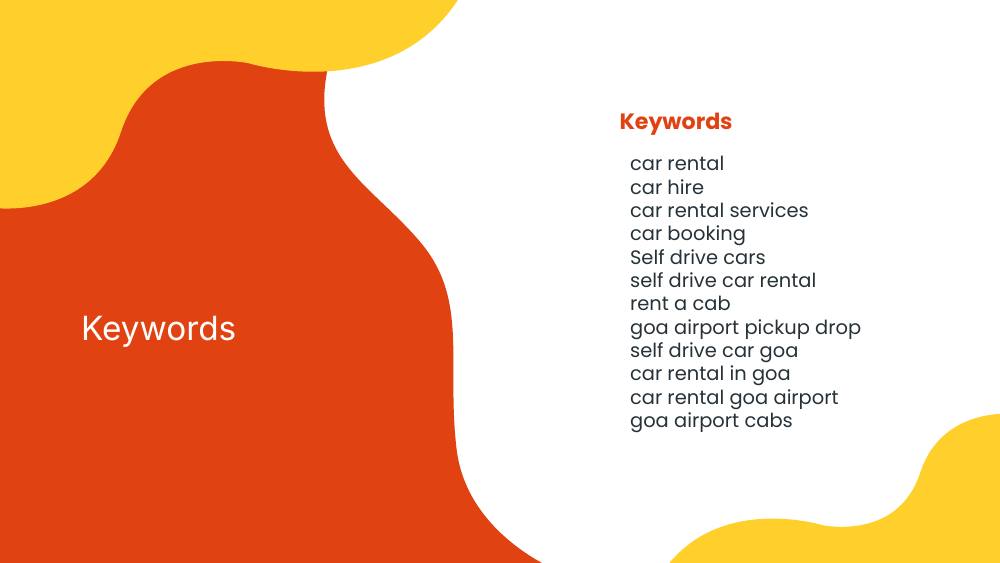 Keywords
Keywords
car rental
car hire
car rental services
car booking
Self drive cars
self drive car rental
rent a cab
goa airport pickup drop
self drive car goa
car rental in goa
car rental goa airport
goa airport cabs